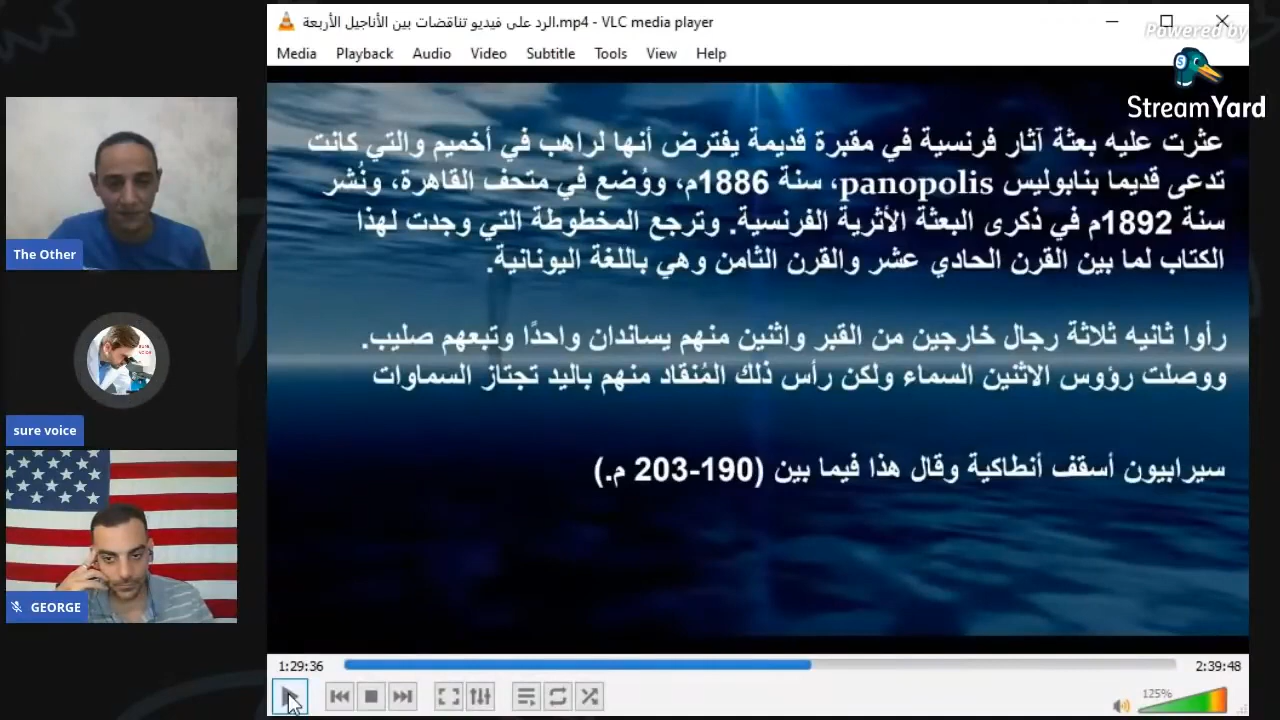 الرد على فيديو تناقضات بين الأناجيل الأربعة.mp4 - VLC media player
Media Playback Audio Video Subtitle Tools View Help
Powered by
StreamYard
عثرت عليه بعثة آثار فرنسية في مقبرة قديمة يفترض أنها لراهب في أخميم والتي كانت
تدعى قديما بنابوليس panopolis، سنة 1886م، ووُضع في متحف القاهرة، ونُشر
سنة 1892م في ذكرى البعثة الأثرية الفرنسية. وترجع المخطوطة التي وجدت لهذا
الكتاب لما بين القرن الحادي عشر والقرن الثامن وهي باللغة اليونانية.
رأوا ثانيه ثلاثة رجال خارجين من القبر واثنين منهم يساندان واحدًا وتبعهم صليب.
ووصلت رؤوس الاثنين السماء ولكن رأس ذلك المُنقاد منهم باليد تجتاز السماوات
سيرابيون أسقف أنطاكية وقال هذا فيما بين (190-203 م.)
The Other
SURE VOICE
sure voice
GEORGE
1:29:36
2:39:48
125%